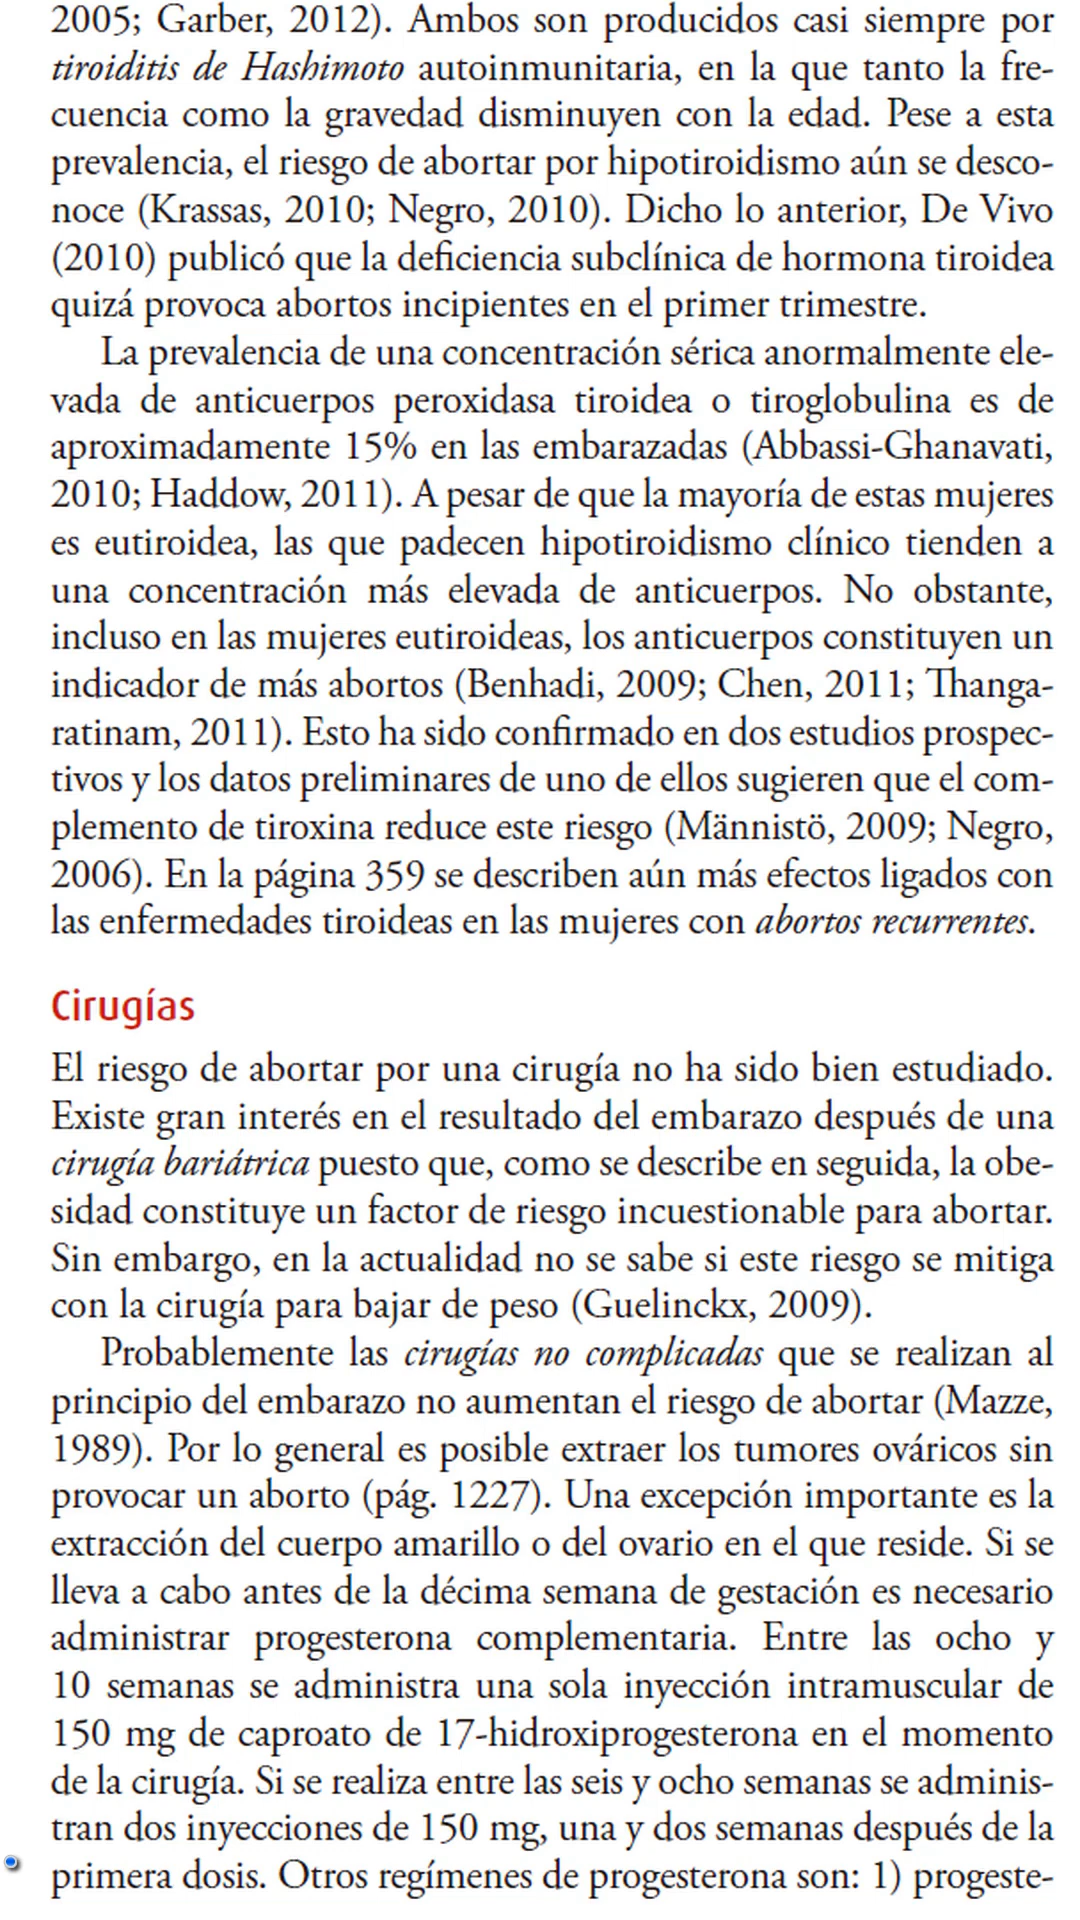 2005; Garber, 2012). Ambos son producidos casi siempre por
tiroiditis de Hashimoto autoinmunitaria, en la que tanto la fre-
cuencia como la gravedad disminuyen con la edad. Pese a esta
prevalencia, el riesgo de abortar por hipotiroidismo aún se desco-
noce (Krassas, 2010; Negro, 2010). Dicho lo anterior, De Vivo
(2010) publicó que la deficiencia subclínica de hormona tiroidea
quizá provoca abortos incipientes en el primer trimestre.
La prevalencia de una concentración sérica anormalmente ele-
vada de anticuerpos peroxidasa tiroidea o tiroglobulina es de
aproximadamente 15% en las embarazadas (Abbassi-Ghanavati,
2010; Haddow, 2011). A pesar de que la mayoría de estas mujeres
es eutiroidea, las que padecen hipotiroidismo clínico tienden a
una concentración más elevada de anticuerpos. No obstante,
incluso en las mujeres eutiroideas, los anticuerpos constituyen un
indicador de más abortos (Benhadi, 2009; Chen, 2011; Thanga-
ratinam, 2011). Esto ha sido confirmado en dos estudios prospec-
tivos y los datos preliminares de uno de ellos sugieren que el com-
plemento de tiroxina reduce este riesgo (Männistö, 2009; Negro,
2006). En la página 359 se describen aún más efectos ligados con
las enfermedades tiroideas en las mujeres con abortos recurrentes.
Cirugías
El riesgo de abortar por una cirugía no ha sido bien estudiado.
Existe gran interés en el resultado del embarazo después de una
cirugía bariátrica puesto que, como se describe en seguida, la obe-
sidad constituye un factor de riesgo incuestionable para abortar.
Sin embargo, en la actualidad no se sabe si este riesgo se mitiga
con la cirugía para bajar de peso (Guelinckx, 2009).
Probablemente las cirugías no complicadas que se realizan al
principio del embarazo no aumentan el riesgo de abortar (Mazze,
1989). Por lo general es posible extraer los tumores ováricos sin
provocar un aborto (pág. 1227). Una excepción importante es la
extracción del cuerpo amarillo o del ovario en el que reside. Si se
lleva a cabo antes de la décima semana de gestación es necesario
administrar progesterona complementaria. Entre las ocho y
10 semanas se administra una sola inyección intramuscular de
150 mg de caproato de 17-hidroxiprogesterona en el momento
de la cirugía. Si se realiza entre las seis y ocho semanas se adminis-
tran dos inyecciones de 150 mg, una y dos semanas después de la
primera dosis. Otros regímenes de progesterona son: 1) progeste-